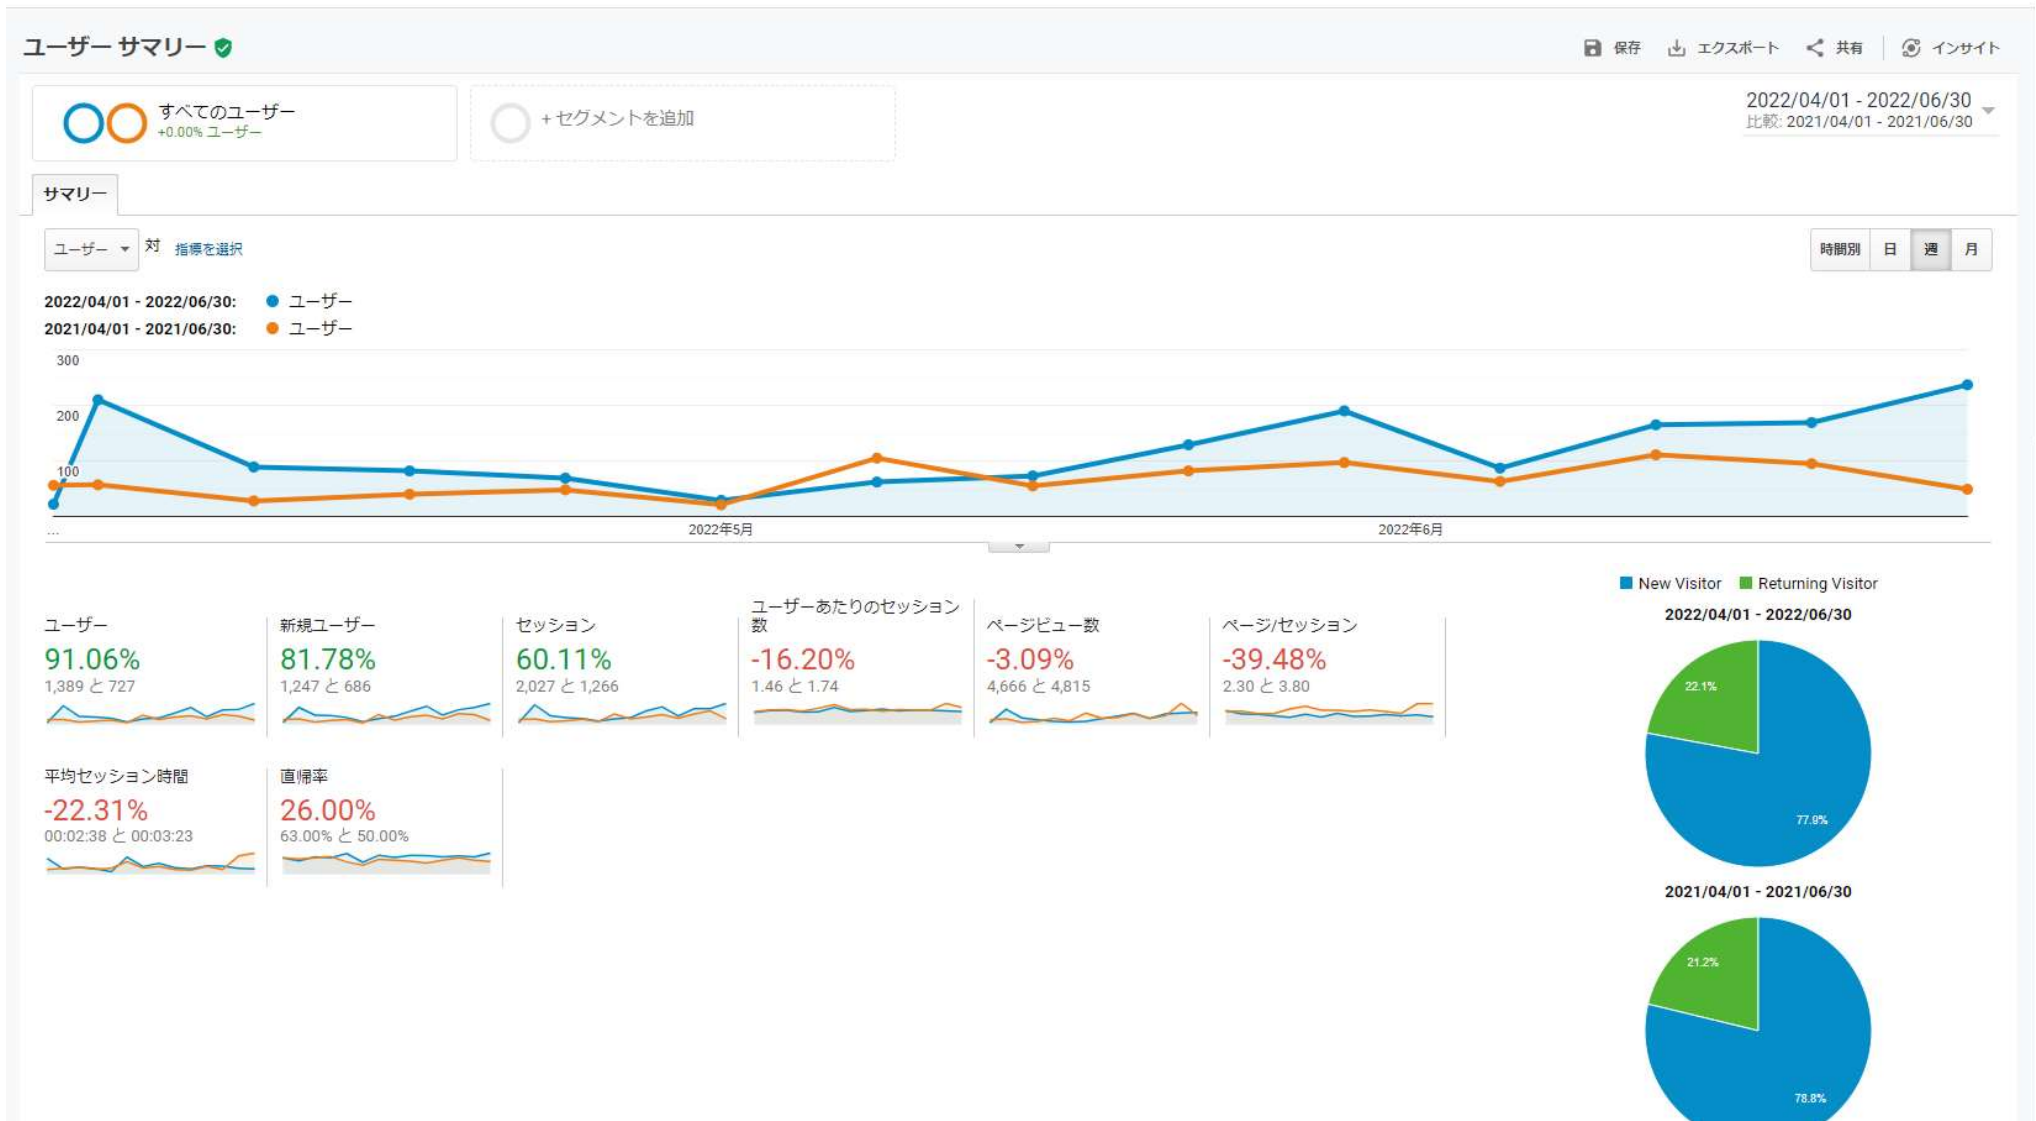 ユーザー サマリー
保存 エクスポート 共有 インサイト
すべてのユーザー
+0.00% ユーザー
+ セグメントを追加
2022/04/01 - 2022/06/30
比較: 2021/04/01 - 2021/06/30
サマリー
ユーザー 対 指標を選択
時間別 日 週 月
2022/04/01 - 2022/06/30: ユーザー
2021/04/01 - 2021/06/30: ユーザー
300
200
100
... 2022年5月 2022年6月
New Visitor Returning Visitor
2022/04/01 - 2022/06/30
22.1%
77.9%
2021/04/01 - 2021/06/30
21.2%
78.8%
ユーザー
91.06%
1,389 と 727
新規ユーザー
81.78%
1,247 と 686
セッション
60.11%
2,027 と 1,266
ユーザーあたりのセッション
数
-16.20%
1.46 と 1.74
ページビュー数
-3.09%
4,666 と 4,815
ページ/セッション
-39.48%
2.30 と 3.80
平均セッション時間
-22.31%
00:02:38 と 00:03:23
直帰率
26.00%
63.00% と 50.00%